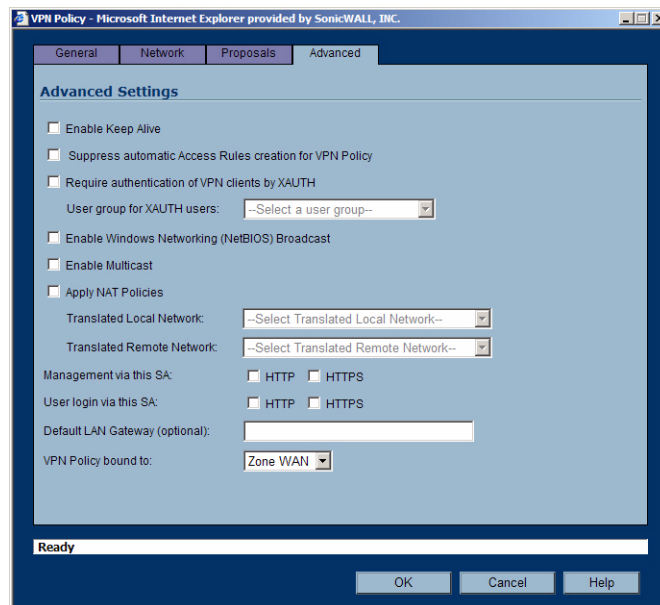 VPN Policy - Microsoft Internet Explorer provided by SonicWALL, INC.
General Network Proposals Advanced
Advanced Settings
Enable Keep Alive
Suppress automatic Access Rules creation for VPN Policy
Require authentication of VPN clients by XAUTH
User group for XAUTH users: --Select a user group--
Enable Windows Networking (NetBIOS) Broadcast
Enable Multicast
Apply NAT Policies
Translated Local Network: --Select Translated Local Network--
Translated Remote Network: --Select Translated Remote Network--
Management via this SA: HTTP HTTPS
User login via this SA: HTTP HTTPS
Default LAN Gateway (optional):
VPN Policy bound to: Zone WAN
Ready
OK Cancel Help